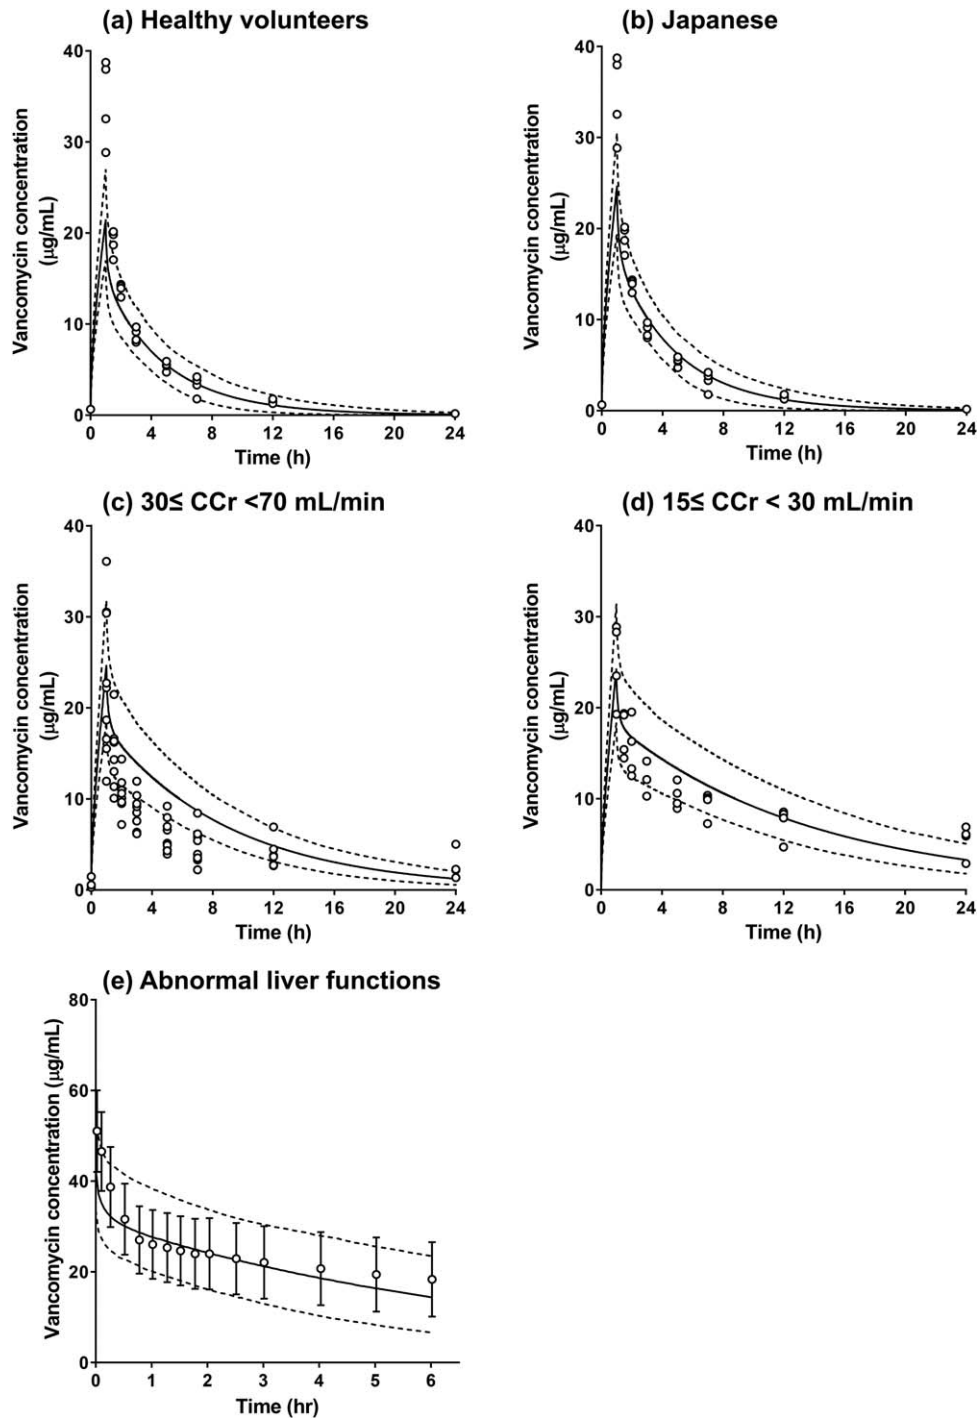 (a) Healthy volunteers
40
30
20
10
0
0 4 8 12 16 20 24
Vancomycin concentration
(µg/mL)
Time (h)
(b) Japanese
40
30
20
10
0
0 4 8 12 16 20 24
Vancomycin concentration
(µg/mL)
Time (h)
(c) 30≤ CCr <70 mL/min
40
30
20
10
0
0 4 8 12 16 20 24
Vancomycin concentration
(µg/mL)
Time (h)
(d) 15≤ CCr < 30 mL/min
40
30
20
10
0
0 4 8 12 16 20 24
Vancomycin concentration
(µg/mL)
Time (h)
(e) Abnormal liver functions
80
60
40
20
0
0 1 2 3 4 5 6
Vancomycin concentration (µg/mL)
Time (hr)